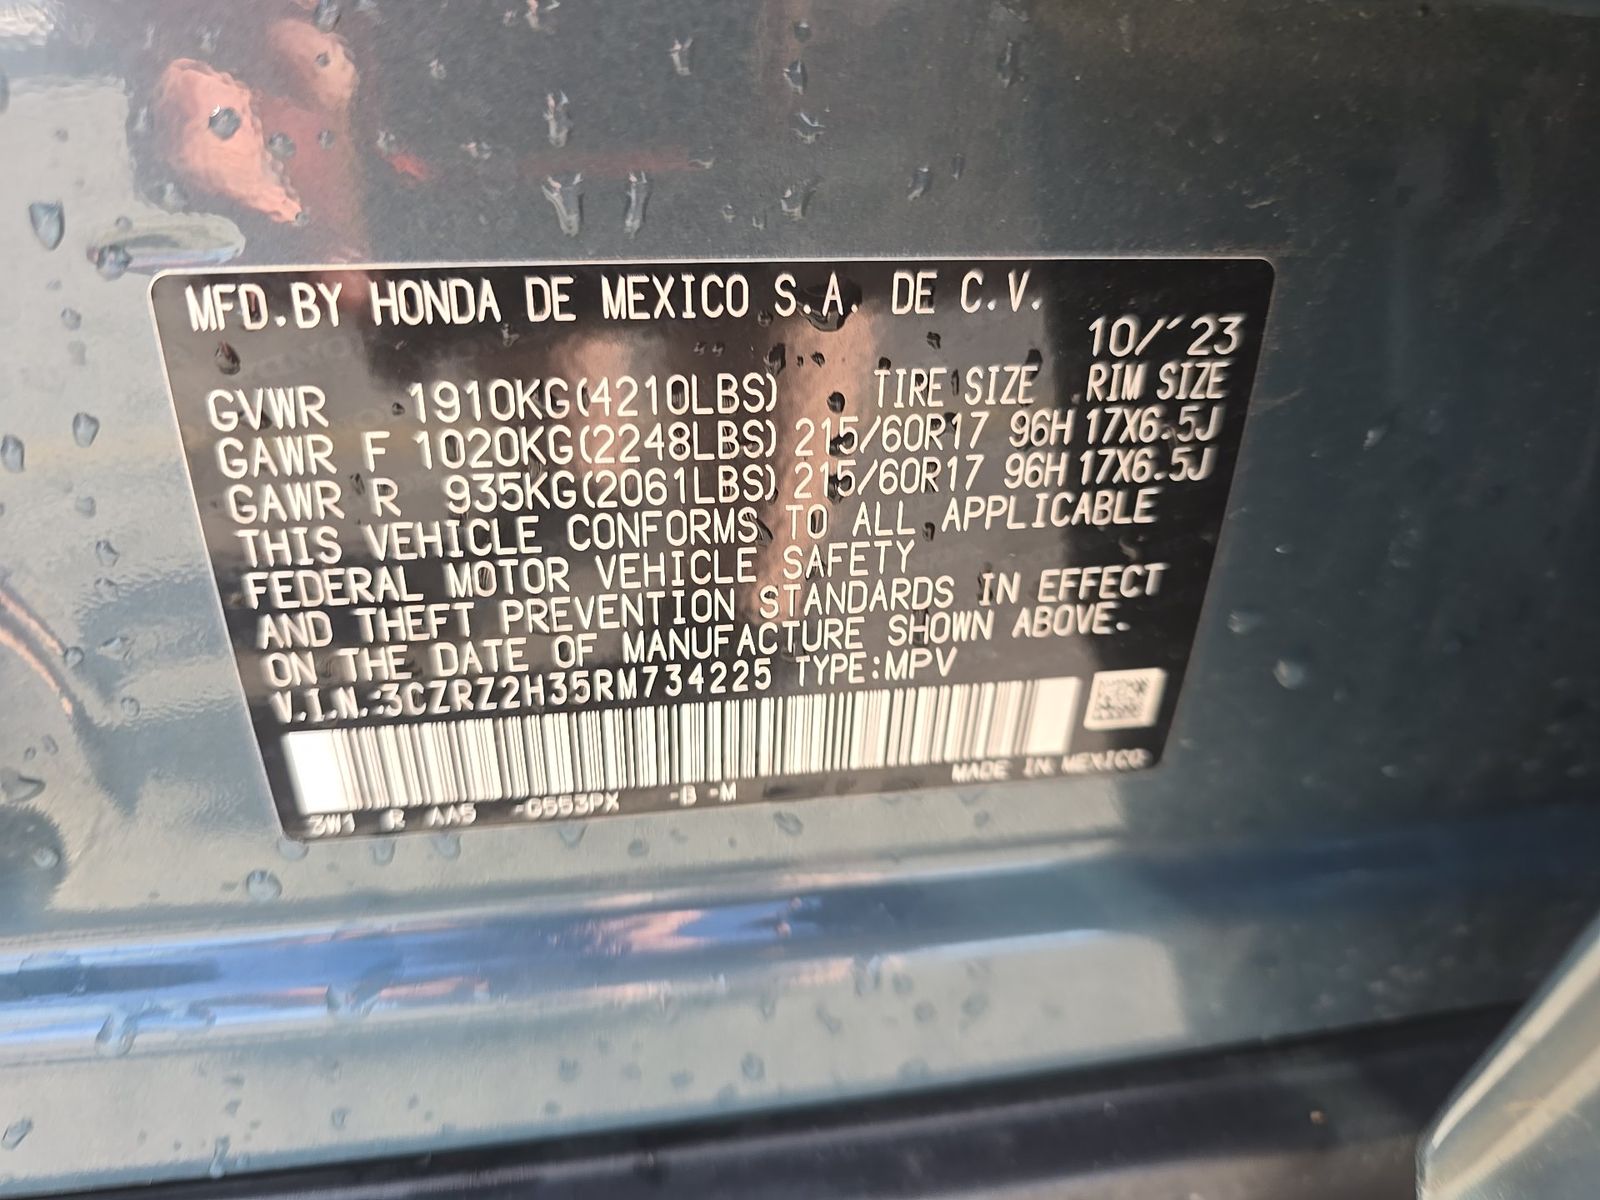 MFD.BY HONDA DE MEXICO S.A. DE C.V.
10/'23
GVWR 1910KG(4210LBS) TIRE SIZE RIM SIZE
GAWR F 1020KG(2248LBS) 215/60R17 96H 17X6.5J
GAWR R 935KG(2061LBS) 215/60R17 96H 17X6.5J
THIS VEHICLE CONFORMS TO ALL APPLICABLE
FEDERAL MOTOR VEHICLE SAFETY
AND THEFT PREVENTION STANDARDS IN EFFECT
ON THE DATE OF MANUFACTURE SHOWN ABOVE.
V.I.N.:3CZRZ2H35RM734225 TYPE:MPV
MADE IN MEXICO
3W1 R AAS -G553PX -B -M